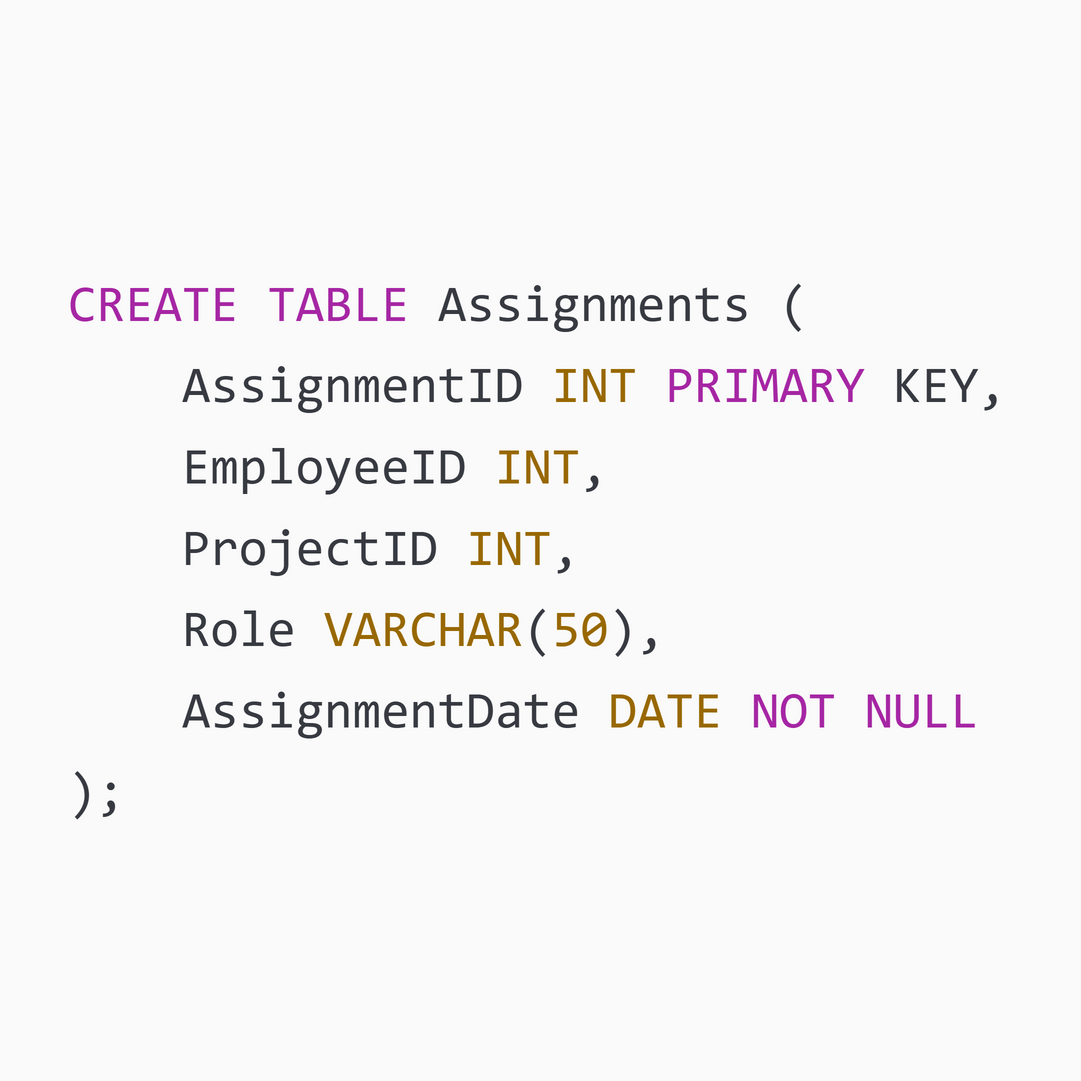 CREATE TABLE Assignments (
    AssignmentID INT PRIMARY KEY,
    EmployeeID INT,
    ProjectID INT,
    Role VARCHAR(50),
    AssignmentDate DATE NOT NULL
);